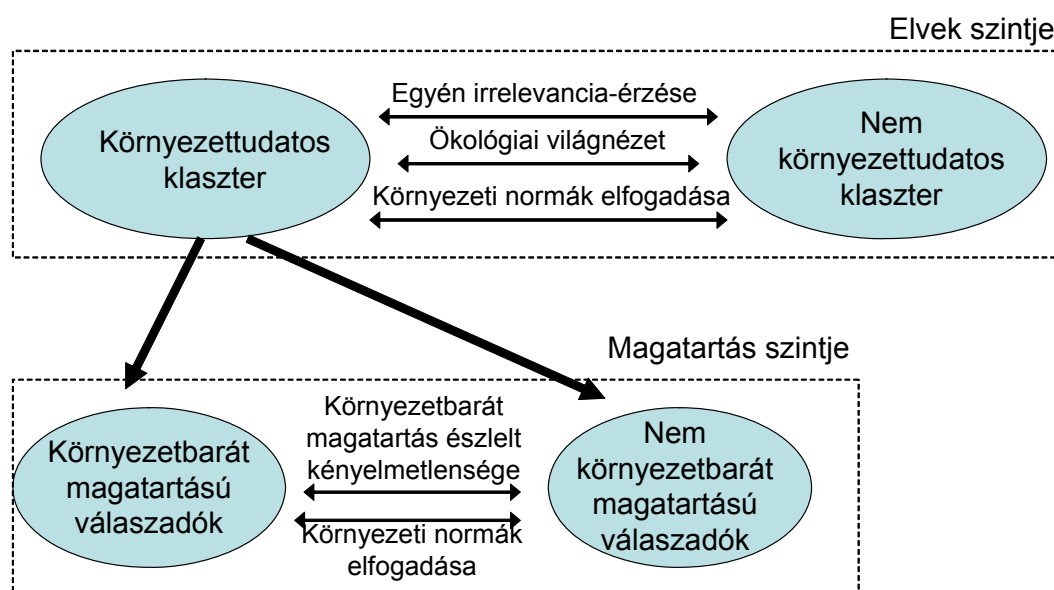 Elvek szintje
Környezettudatos
klaszter
Egyén irrelevancia-érzése
Ökológiai világnézet
Környezeti normák elfogadása
Nem
környezettudatos
klaszter
Magatartás szintje
Környezetbarát
magatartású
válaszadók
Környezetbarát
magatartás észlelt
kényelmetlensége
Környezeti normák
elfogadása
Nem
környezetbarát
magatartású
válaszadók